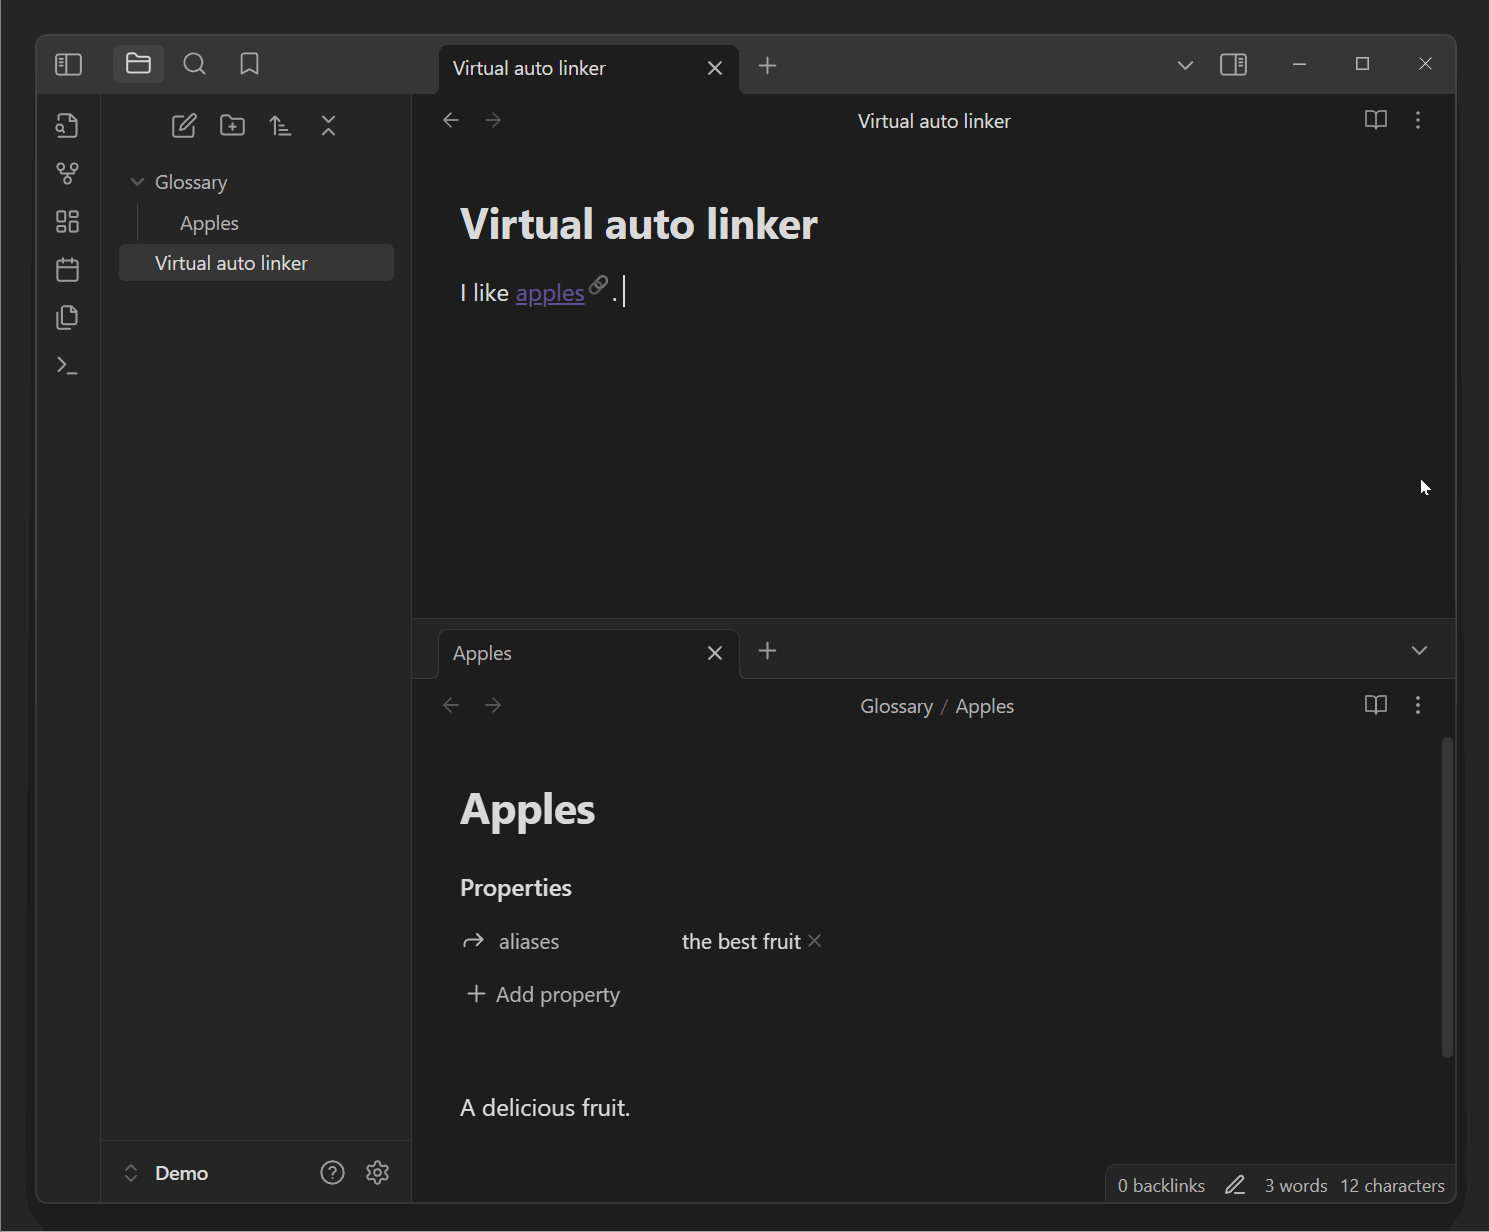 Virtual auto linker
Virtual auto linker
Glossary
Apples
Virtual auto linker
Virtual auto linker
I like apples .
Apples
Glossary / Apples
Apples
Properties
aliases the best fruit
Add property
A delicious fruit.
Demo
0 backlinks 3 words 12 characters